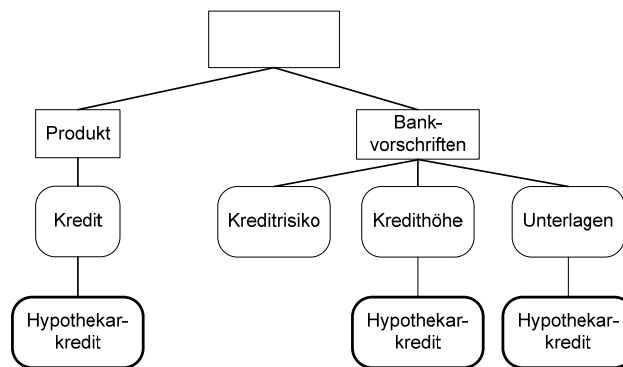 Produkt
Bank-
vorschriften
Kredit
Kreditrisiko
Kredithöhe
Unterlagen
Hypothekar-
kredit
Hypothekar-
kredit
Hypothekar-
kredit